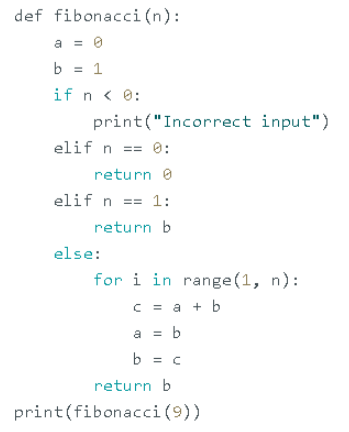 def fibonacci(n):
    a = 0
    b = 1
    if n < 0:
        print("Incorrect input")
    elif n == 0:
        return 0
    elif n == 1:
        return b
    else:
        for i in range(1, n):
            c = a + b
            a = b
            b = c
        return b
print(fibonacci(9))